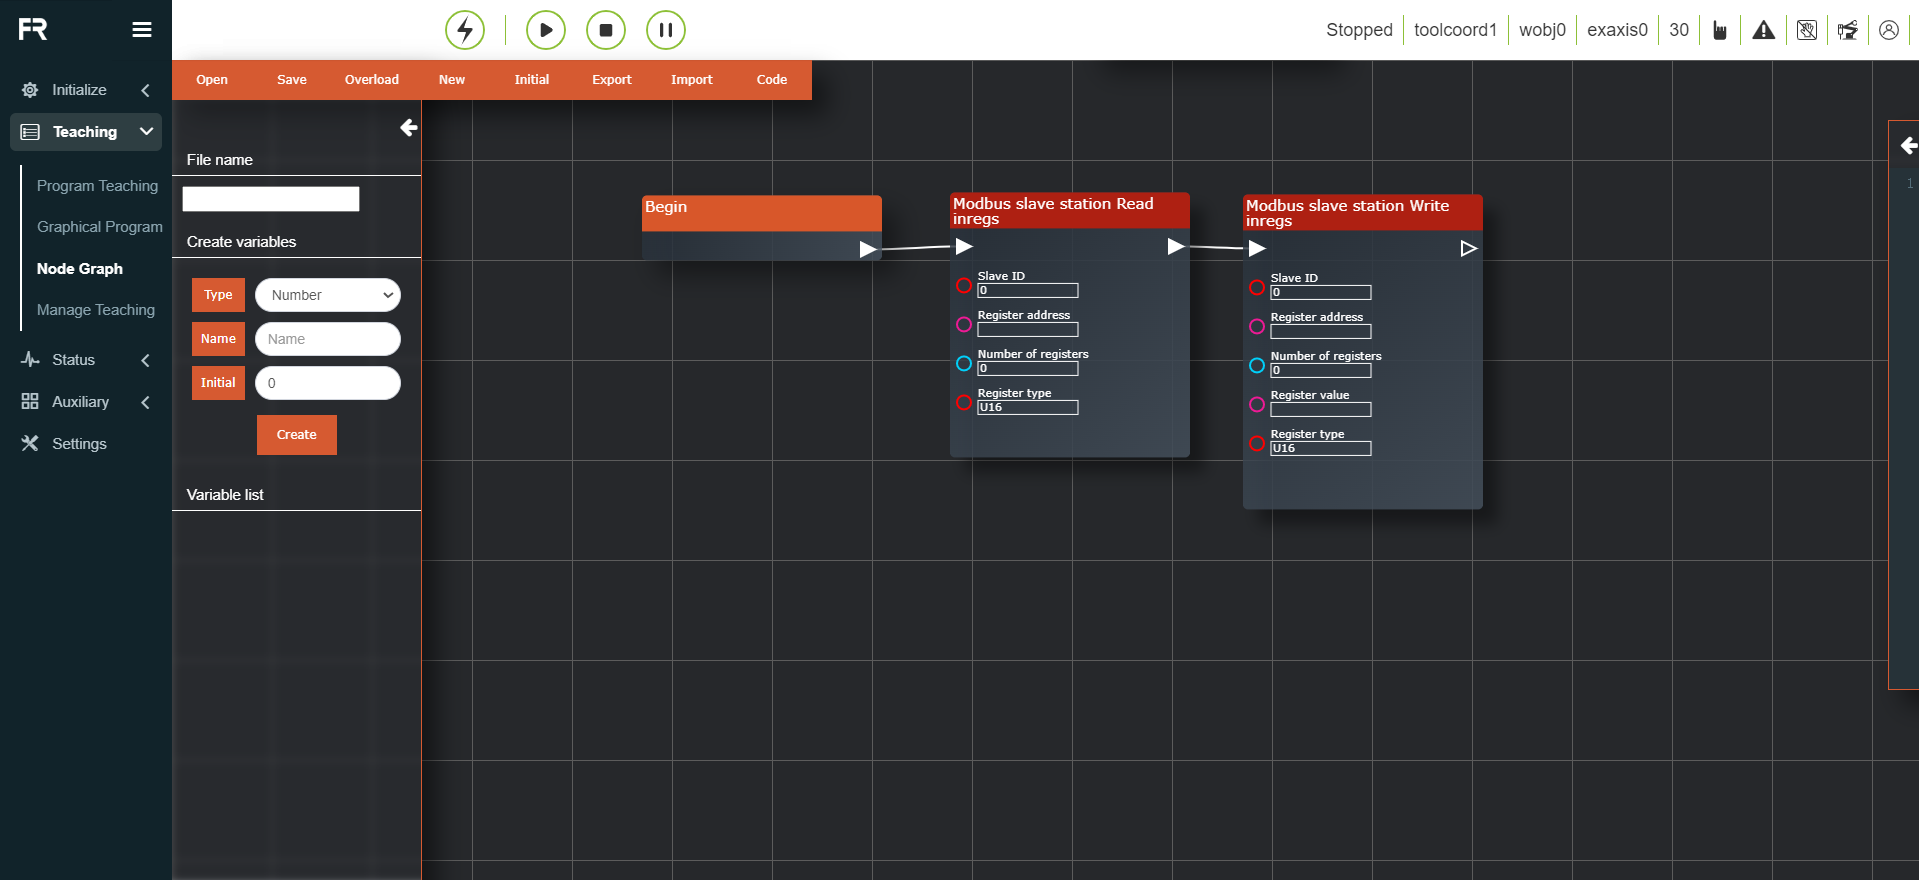 FR
Stopped
toolcoord1
wobj0
exaxis0
30
Open
Save
Overload
New
Initial
Export
Import
Code
Initialize
Teaching
Program Teaching
Graphical Program
Node Graph
Manage Teaching
Status
Auxiliary
Settings
File name
Create variables
Type
Number
Name
Name
Initial
0
Create
Variable list
Begin
Modbus slave station Read
inregs
Slave ID
0
Register address
Number of registers
0
Register type
U16
Modbus slave station Write
inregs
Slave ID
0
Register address
Number of registers
0
Register value
Register type
U16
1